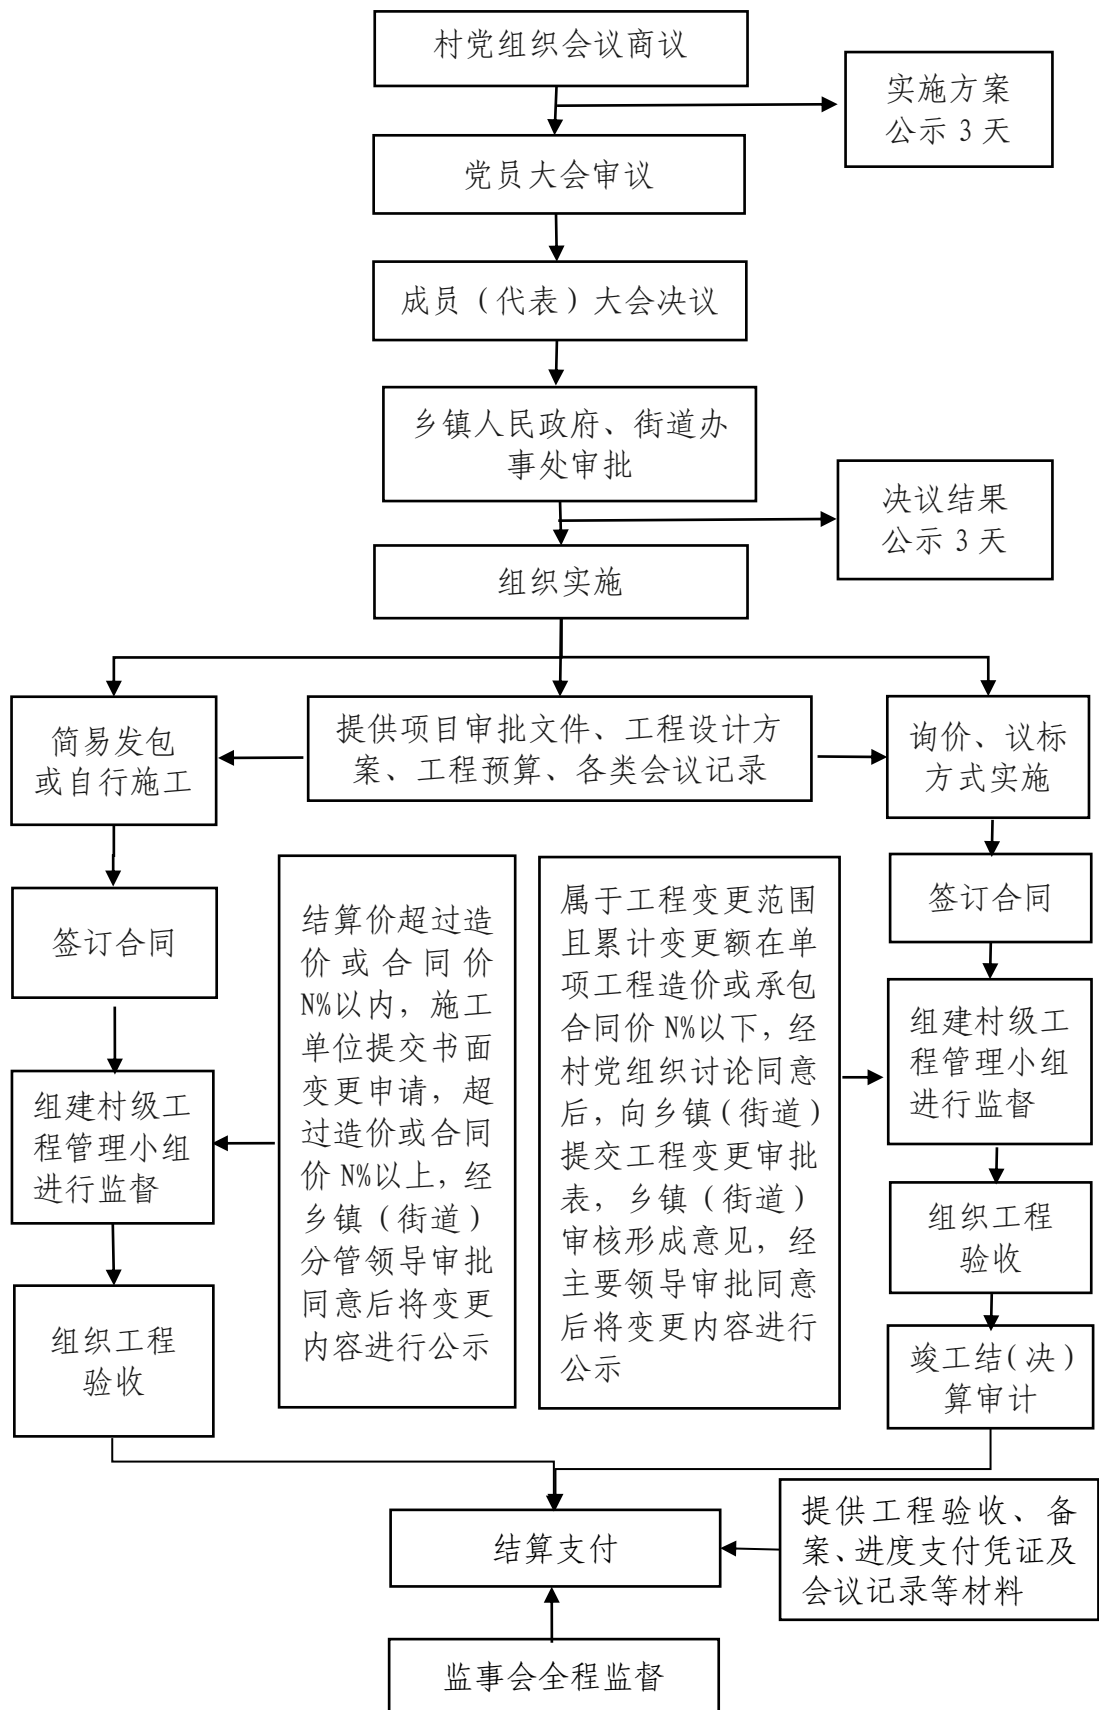 村党组织会议商议
实施方案
公示 3 天
党员大会审议
成员（代表）大会决议
乡镇人民政府、街道办
事处审批
决议结果
公示 3 天
组织实施
简易发包
或自行施工
提供项目审批文件、工程设计方
案、工程预算、各类会议记录
询价、议标
方式实施
签订合同
组建村级工
程管理小组
进行监督
组织工程
验收
结算价超过造
价或合同价
N%以内，施工
单位提交书面
变更申请，超
过造价或合同
价 N%以上，经
乡镇（街道）
分管领导审批
同意后将变更
内容进行公示
属于工程变更范围
且累计变更额在单
项工程造价或承包
合同价 N%以下，经
村党组织讨论同意
后，向乡镇（街道）
提交工程变更审批
表，乡镇（街道）
审核形成意见，经
主要领导审批同意
后将变更内容进行
公示
签订合同
组建村级工
程管理小组
进行监督
组织工程
验收
竣工结（决）
算审计
结算支付
提供工程验收、备
案、进度支付凭证及
会议记录等材料
监事会全程监督